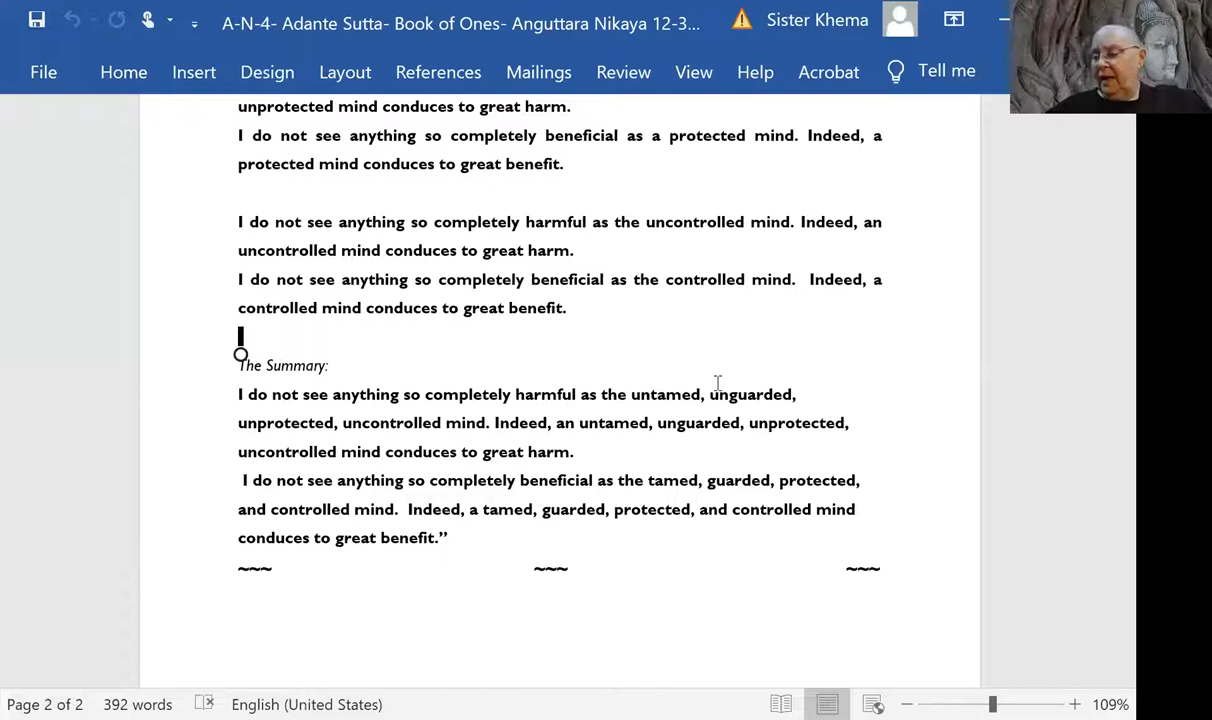 A-N-4- Adante Sutta- Book of Ones- Anguttara Nikaya 12-3...
Sister Khema
File Home Insert Design Layout References Mailings Review View Help Acrobat Tell me
unprotected mind conduces to great harm.
I do not see anything so completely beneficial as a protected mind. Indeed, a
protected mind conduces to great benefit.
I do not see anything so completely harmful as the uncontrolled mind. Indeed, an
uncontrolled mind conduces to great harm.
I do not see anything so completely beneficial as the controlled mind.  Indeed, a
controlled mind conduces to great benefit.
The Summary:
I do not see anything so completely harmful as the untamed, unguarded,
unprotected, uncontrolled mind. Indeed, an untamed, unguarded, unprotected,
uncontrolled mind conduces to great harm.
I do not see anything so completely beneficial as the tamed, guarded, protected,
and controlled mind.  Indeed, a tamed, guarded, protected, and controlled mind
conduces to great benefit.”
~~~ ~~~ ~~~
Page 2 of 2 392 words English (United States) 109%